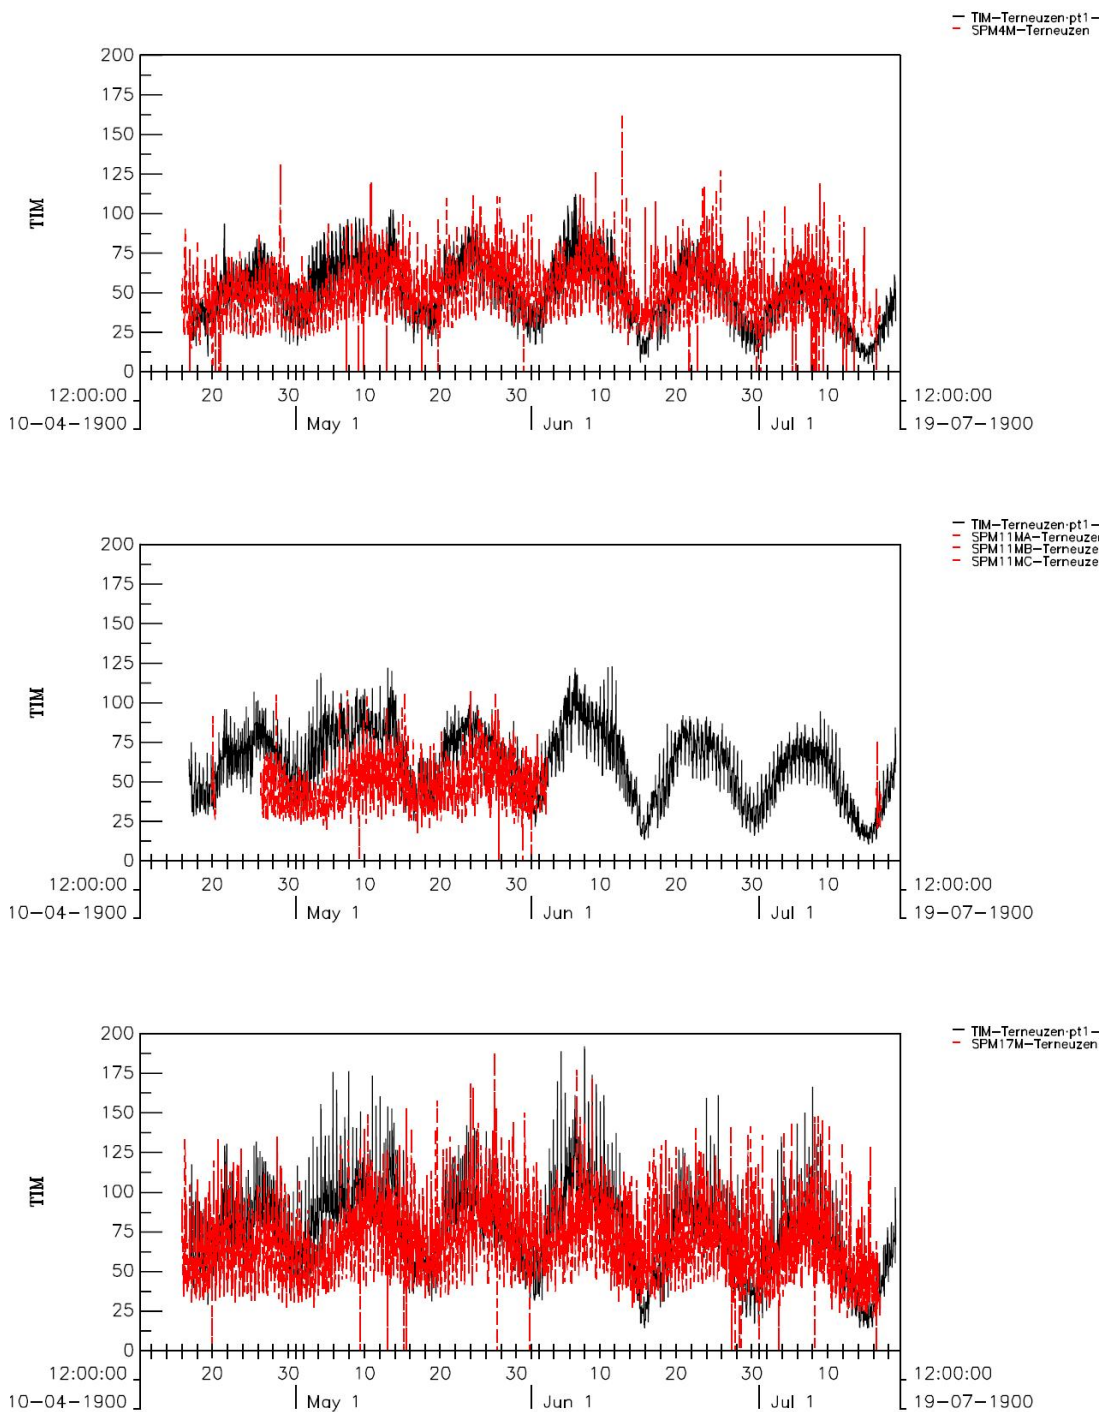 TIM-Terneuzen·pt1-
SPM4M-Terneuzen
200
175
150
125
100
75
50
25
0
TIM
20 30 10 20 30 10 20 30 10
12:00:00 12:00:00
10-04-1900 May 1 Jun 1 Jul 1 19-07-1900
TIM-Terneuzen·pt1-
SPM11MA-Terneuzen
SPM11MB-Terneuze
SPM11MC-Terneuze
200
175
150
125
100
75
50
25
0
TIM
20 30 10 20 30 10 20 30 10
12:00:00 12:00:00
10-04-1900 May 1 Jun 1 Jul 1 19-07-1900
TIM-Terneuzen·pt1-
SPM17M-Terneuzen
200
175
150
125
100
75
50
25
0
TIM
20 30 10 20 30 10 20 30 10
12:00:00 12:00:00
10-04-1900 May 1 Jun 1 Jul 1 19-07-1900